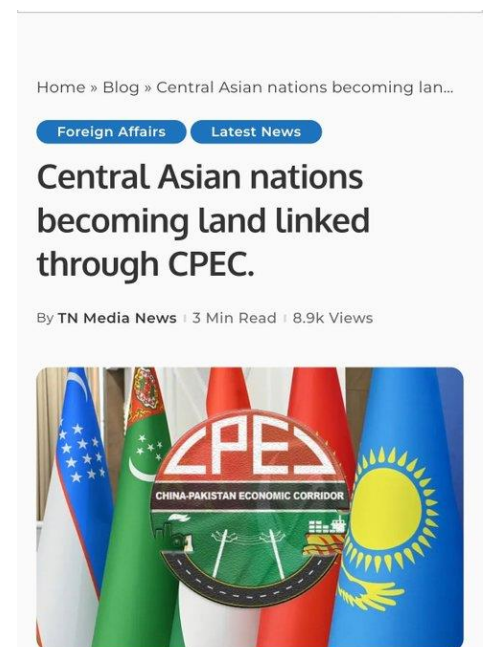 Home » Blog » Central Asian nations becoming lan...
Foreign Affairs Latest News
Central Asian nations
becoming land linked
through CPEC.
By TN Media News 3 Min Read 8.9k Views
CPEC
CHINA-PAKISTAN ECONOMIC CORRIDOR